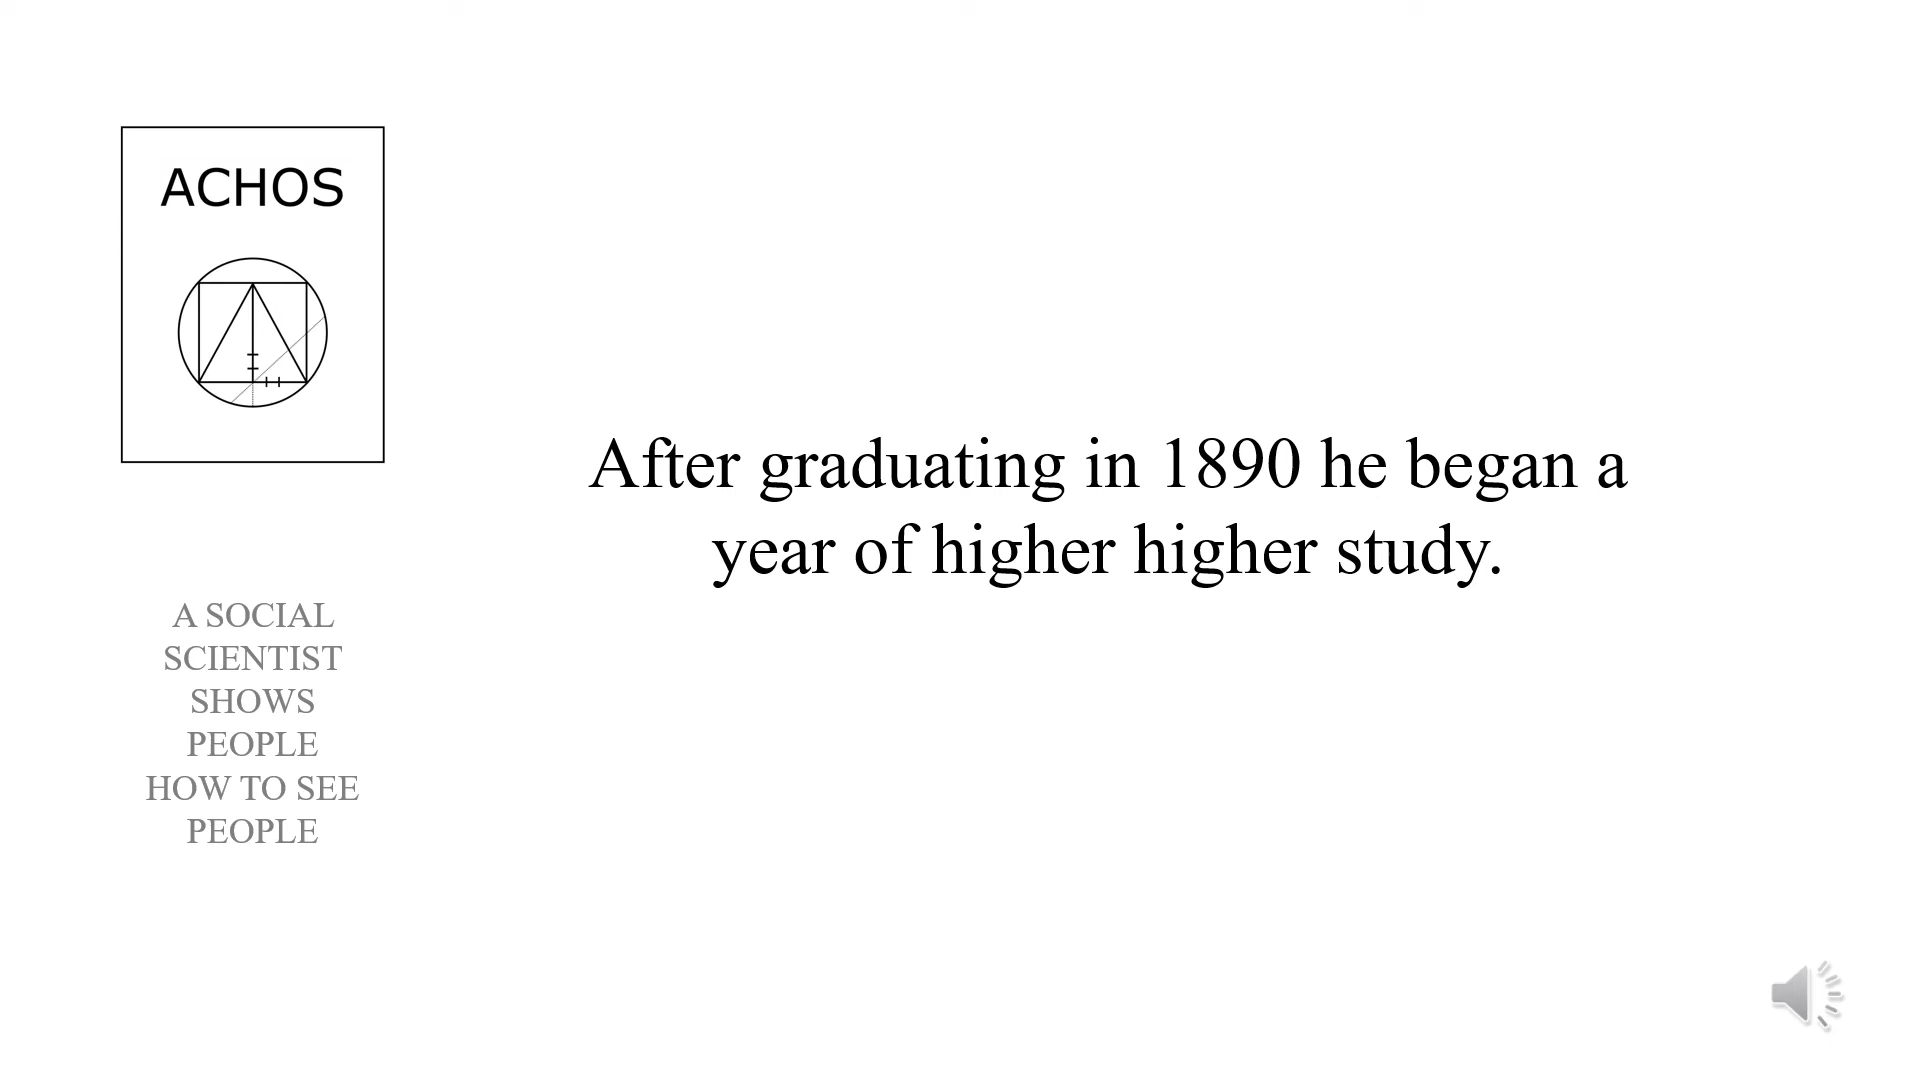 ACHOS
A SOCIAL
SCIENTIST
SHOWS
PEOPLE
HOW TO SEE
PEOPLE
After graduating in 1890 he began a
year of higher higher study.